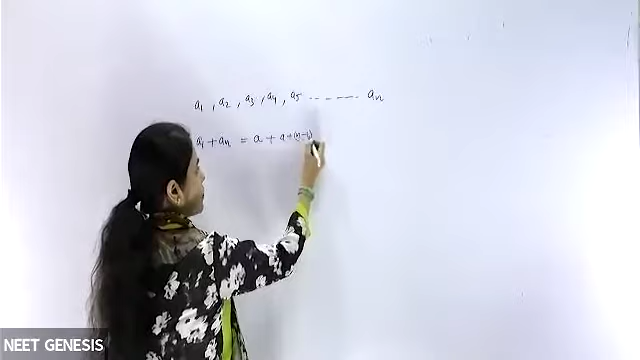 a₁ , a₂ , a₃ , a₄ , a₅ - - - - - - aₙ
a₁ + aₙ = a + a + (n-1)
NEET GENESIS